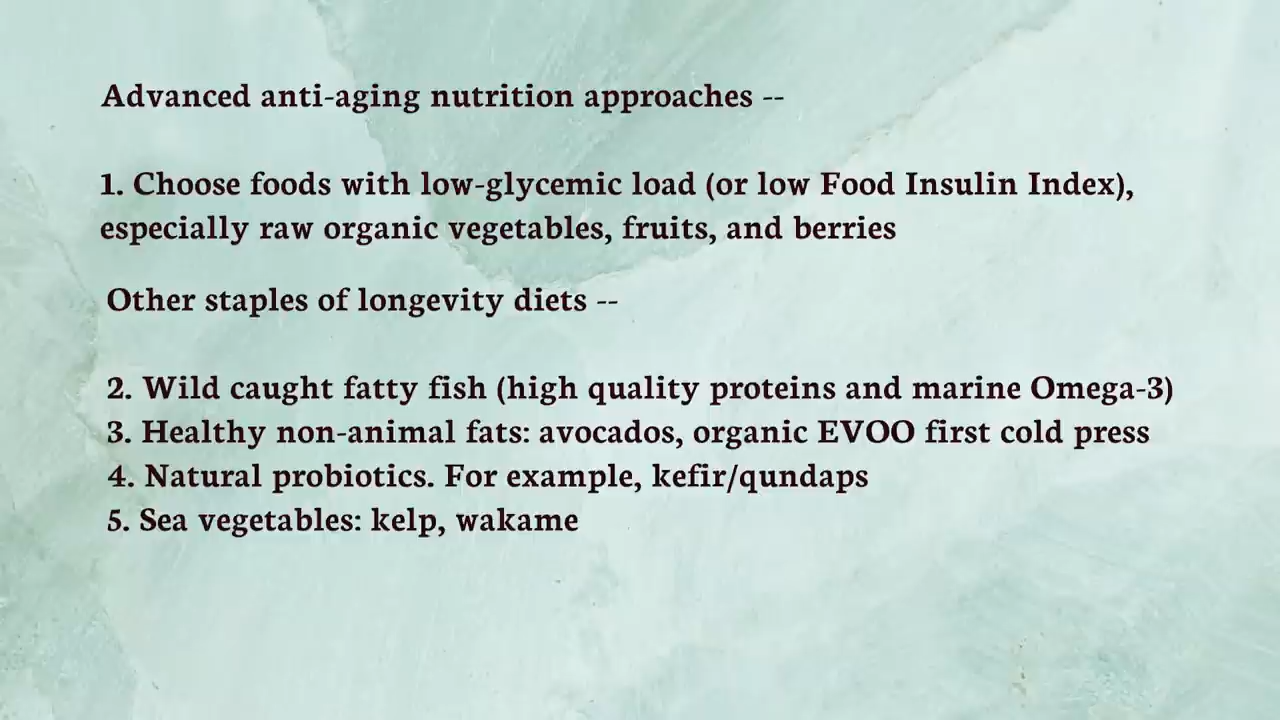 Advanced anti-aging nutrition approaches --
1. Choose foods with low-glycemic load (or low Food Insulin Index),
especially raw organic vegetables, fruits, and berries
Other staples of longevity diets --
2. Wild caught fatty fish (high quality proteins and marine Omega-3)
3. Healthy non-animal fats: avocados, organic EVOO first cold press
4. Natural probiotics. For example, kefir/qundaps
5. Sea vegetables: kelp, wakame